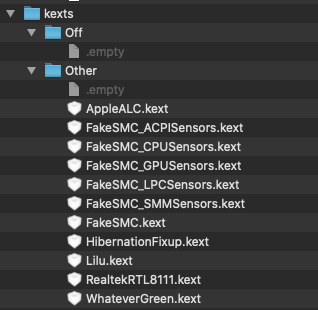 kexts
Off
.empty
Other
.empty
AppleALC.kext
FakeSMC_ACPISensors.kext
FakeSMC_CPUSensors.kext
FakeSMC_GPUSensors.kext
FakeSMC_LPCSensors.kext
FakeSMC_SMMSensors.kext
FakeSMC.kext
HibernationFixup.kext
Lilu.kext
RealtekRTL8111.kext
WhateverGreen.kext